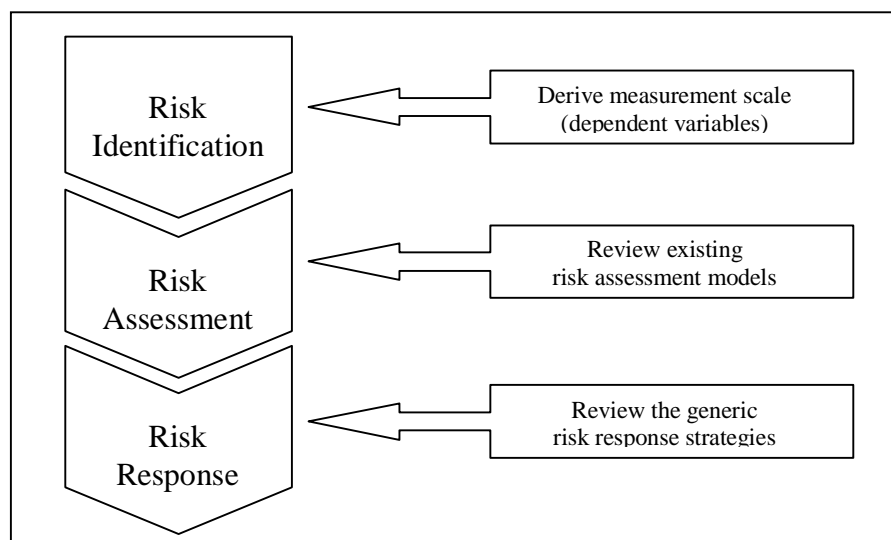 Risk
Identification
Derive measurement scale
(dependent variables)
Risk
Assessment
Review existing
risk assessment models
Risk
Response
Review the generic
risk response strategies